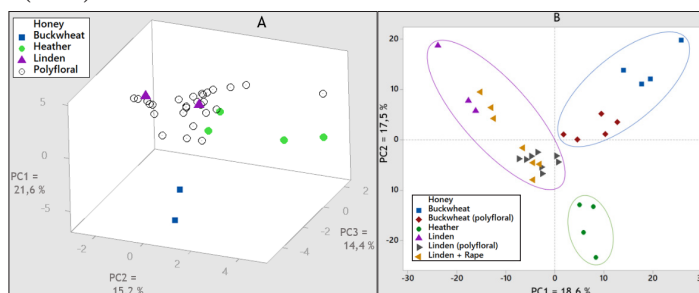 A
Honey
Buckwheat
Heather
Linden
Polyfloral
5
0
-5
PC1 =
21,6 %
-2
0
2
4
PC2 =
15,2 %
-2
0
2
PC3 =
14,4 %
B
20
10
0
10
20
PC2 = 17,5 %
Honey
Buckwheat
Buckwheat (polyfloral)
Heather
Linden
Linden (polyfloral)
Linden + Rape
-30
-20
-10
0
10
20
30
PC1 = 18,6 %